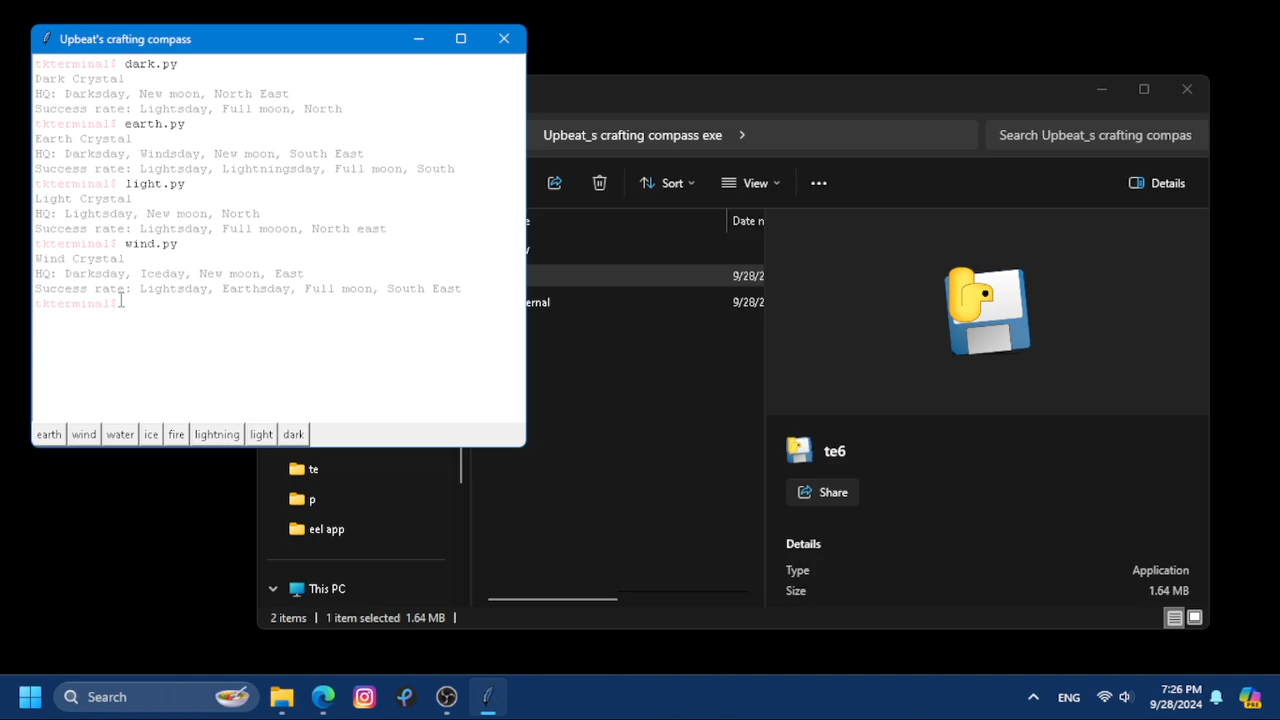 Upbeat's crafting compass
tkterminal$ dark.py
Dark Crystal
HQ: Darksday, New moon, North East
Success rate: Lightsday, Full moon, North
tkterminal$ earth.py
Earth Crystal
HQ: Darksday, Windsday, New moon, South East
Success rate: Lightsday, Lightningsday, Full moon, South
tkterminal$ light.py
Light Crystal
HQ: Lightsday, New moon, North
Success rate: Lightsday, Full mooon, North east
tkterminal$ wind.py
Wind Crystal
HQ: Darksday, Iceday, New moon, East
Success rate: Lightsday, Earthsday, Full moon, South East
tkterminal$
earth wind water ice fire lightning light dark
Upbeat_s crafting compass exe
Search Upbeat_s crafting compas
Sort View Details
Date n
9/28/2
ernal 9/28/2
te
p
eel app
This PC
2 items 1 item selected 1.64 MB
te6
Share
Details
Type Application
Size 1.64 MB
Search
ENG
7:26 PM
9/28/2024
PRE